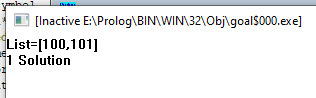 [Inactive E:\Prolog\BIN\WIN\32\Obj\goal$000.exe]
List=[100,101]
1 Solution